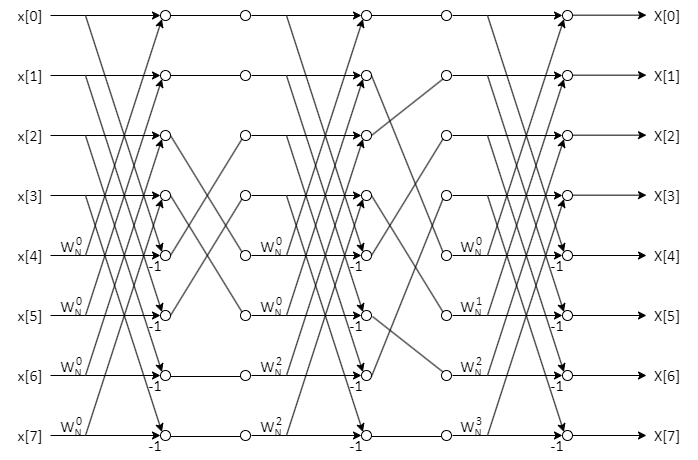 x[0] X[0]
x[1] X[1]
x[2] X[2]
x[3] X[3]
x[4] W_N^0 -1 W_N^0 -1 W_N^0 -1 X[4]
x[5] W_N^0 -1 W_N^0 -1 W_N^1 -1 X[5]
x[6] W_N^0 -1 W_N^2 -1 W_N^2 -1 X[6]
x[7] W_N^0 -1 W_N^2 -1 W_N^3 -1 X[7]